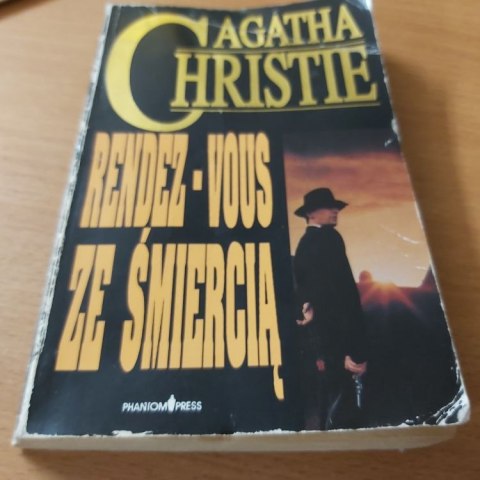 AGATHA
CHRISTIE
RENDEZ-VOUS
ZE ŚMIERCIĄ
PHANTOM PRESS